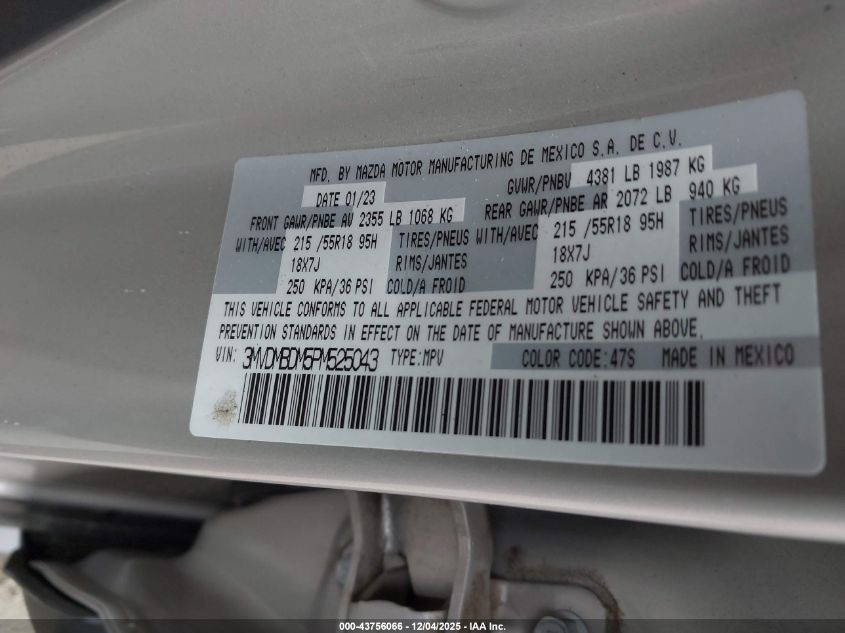 MFD. BY MAZDA MOTOR MANUFACTURING DE MEXICO S.A. DE C.V.
DATE 01/23 GVWR/PNBV 4381 LB 1987 KG
FRONT GAWR/PNBE AV 2355 LB 1068 KG REAR GAWR/PNBE AR 2072 LB 940 KG
WITH/AVEC 215 /55R18 95H TIRES/PNEUS WITH/AVEC 215 /55R18 95H TIRES/PNEUS
18X7J RIMS/JANTES 18X7J RIMS/JANTES
250 KPA/36 PSI COLD/A FROID 250 KPA/36 PSI COLD/A FROID
THIS VEHICLE CONFORMS TO ALL APPLICABLE FEDERAL MOTOR VEHICLE SAFETY AND THEFT
PREVENTION STANDARDS IN EFFECT ON THE DATE OF MANUFACTURE SHOWN ABOVE.
VIN: 3MVDMBDM5PM525043 TYPE:MPV COLOR CODE:47S MADE IN MEXICO
000-43756066 - 12/04/2025 - IAA Inc.